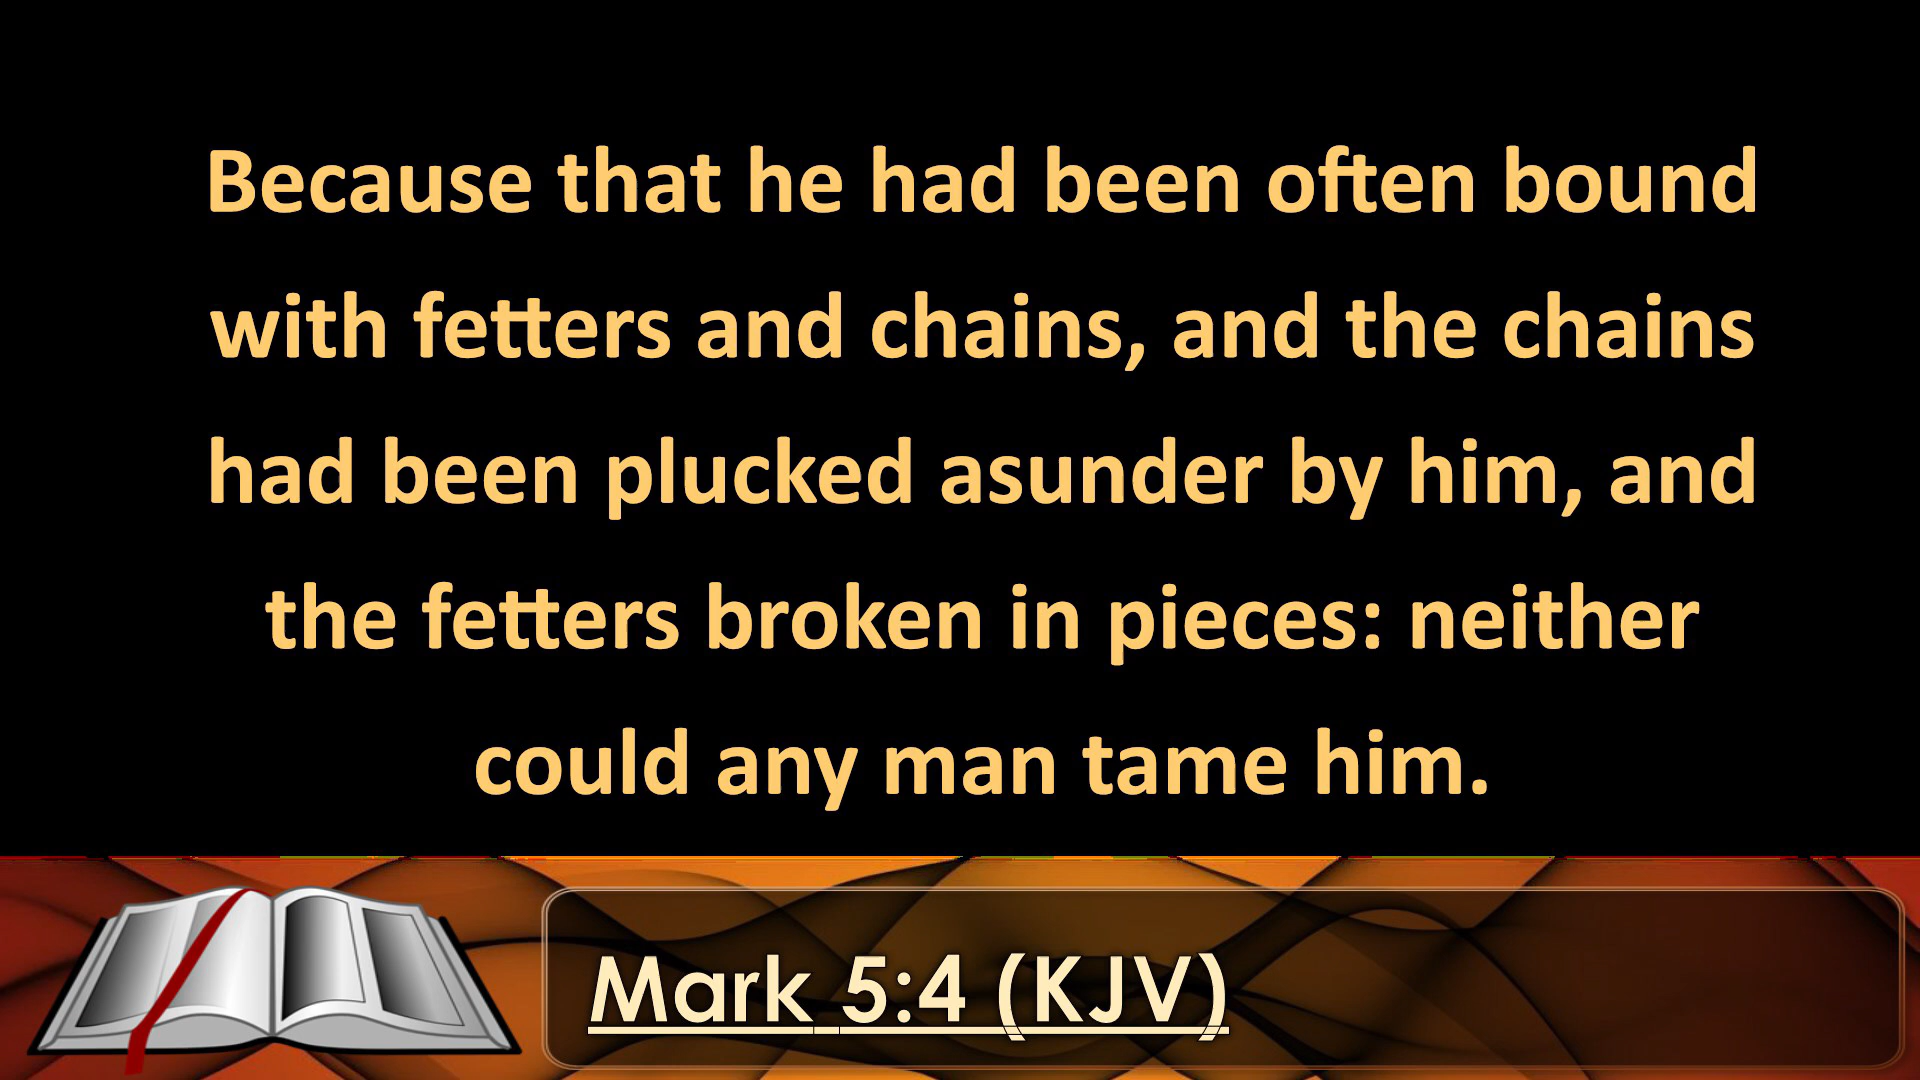 Because that he had been often bound
with fetters and chains, and the chains
had been plucked asunder by him, and
the fetters broken in pieces: neither
could any man tame him.
Mark 5:4 (KJV)